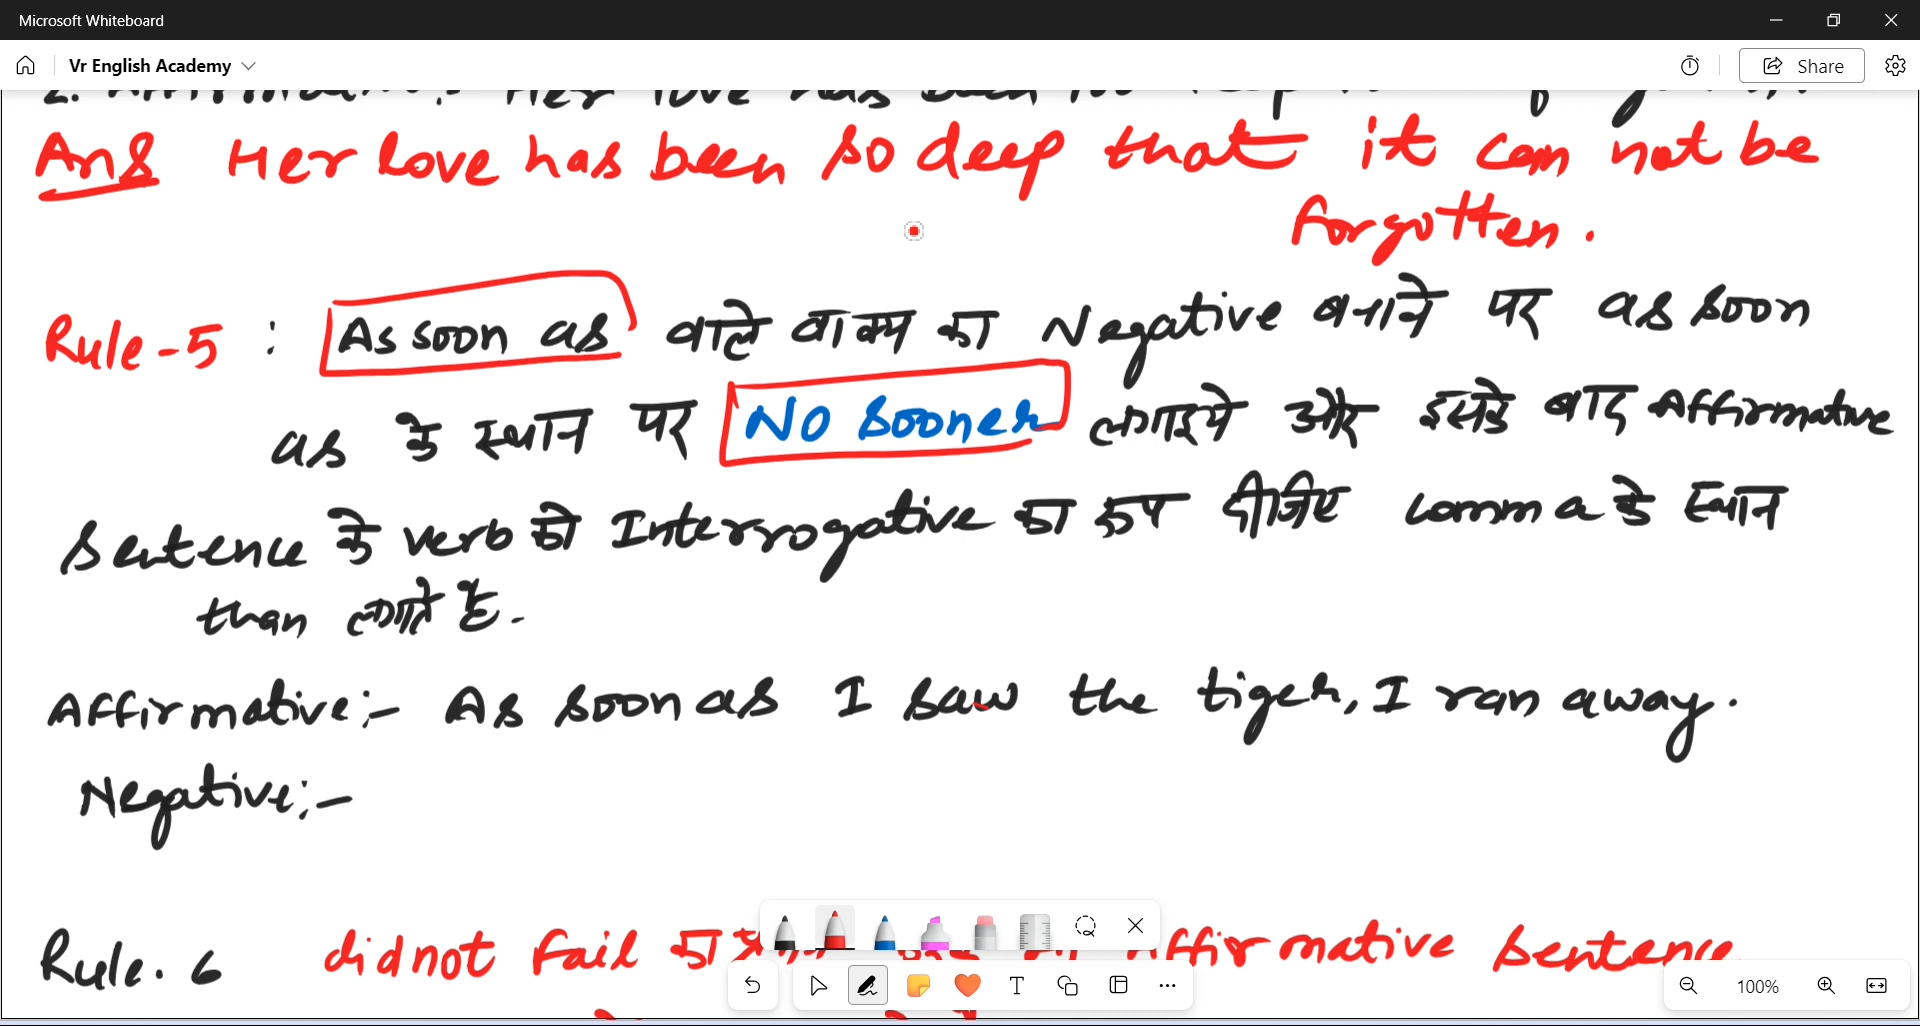 Microsoft Whiteboard
Vr English Academy
Share
Ans Her love has been so deep that it can not be
forgotten.
Rule-5 : As soon as वाले वाक्य का Negative बनाने पर as soon
as के स्थान पर No sooner लगाइये और इसके बाद Affirmative
Sentence के verb को Interrogative का रूप दीजिए comma के स्थान
than लगाते है.
Affirmative:- As soon as I saw the tiger, I ran away.
Negative:-
Rule. 6 did not fail का Affirmative Sentence
100%